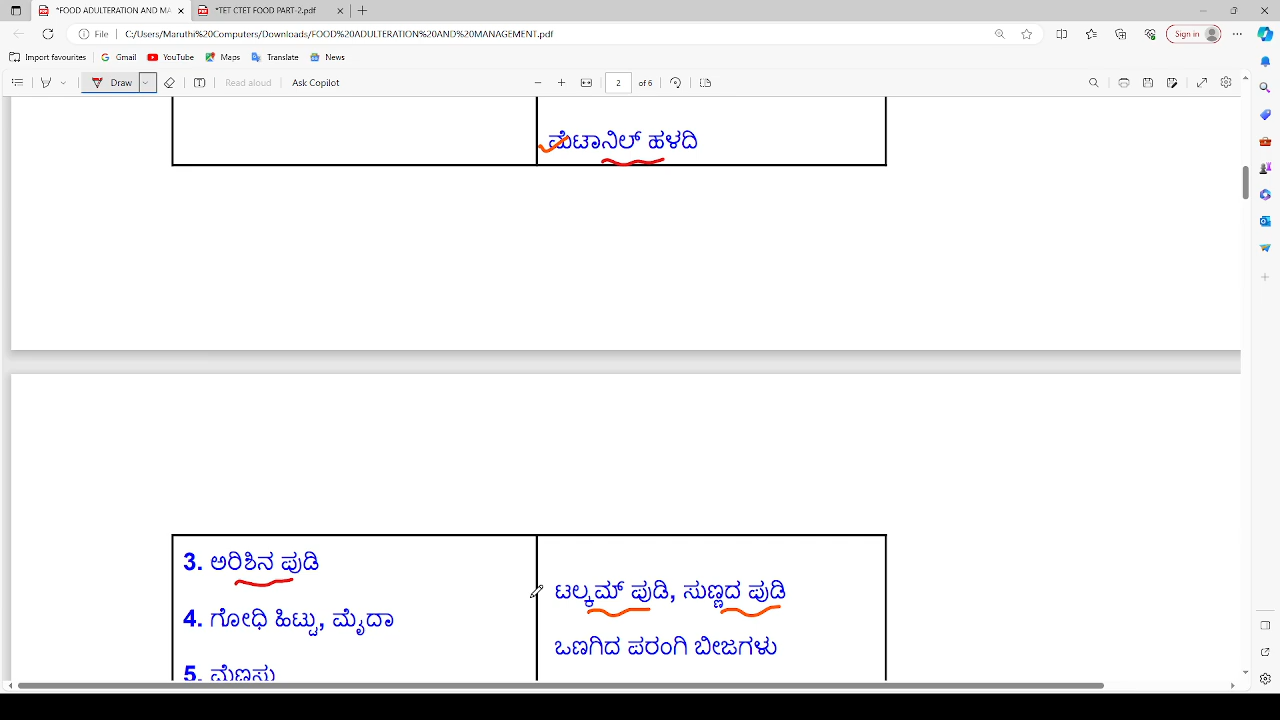 *FOOD ADULTERATION AND MA
*TET CTET FOOD PART-2.pdf
File C:/Users/Maruthi%20Computers/Downloads/FOOD%20ADULTERATION%20AND%20MANAGEMENT.pdf Sign in
Import favourites Gmail YouTube Maps Translate News
Draw Read aloud Ask Copilot 2 of 6
ಮೆಟಾನಿಲ್ ಹಳದಿ
3. ಅರಿಶಿನ ಪುಡಿ
4. ಗೋಧಿ ಹಿಟ್ಟು, ಮೈದಾ
5. ಮೆಣಸು
ಟಲ್ಕಮ್ ಪುಡಿ, ಸುಣ್ಣದ ಪುಡಿ
ಒಣಗಿದ ಪರಂಗಿ ಬೀಜಗಳು